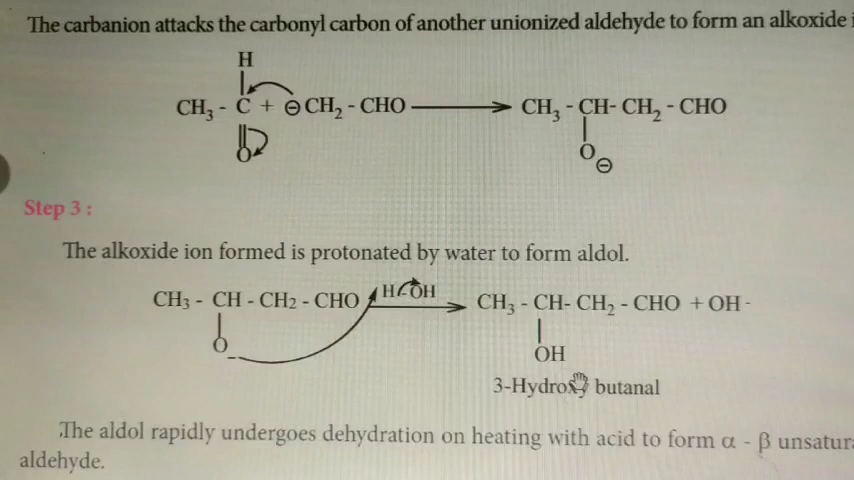 The carbanion attacks the carbonyl carbon of another unionized aldehyde to form an alkoxide
H
CH₃ - C + ⊖CH₂ - CHO ⟶ CH₃ - CH- CH₂ - CHO
O O
⊖
Step 3 :
The alkoxide ion formed is protonated by water to form aldol.
CH3 - CH - CH2 - CHO H-OH ⟶ CH₃ - CH- CH₂ - CHO + OH -
O
- OH
3-Hydroxy butanal
The aldol rapidly undergoes dehydration on heating with acid to form α - β
aldehyde.